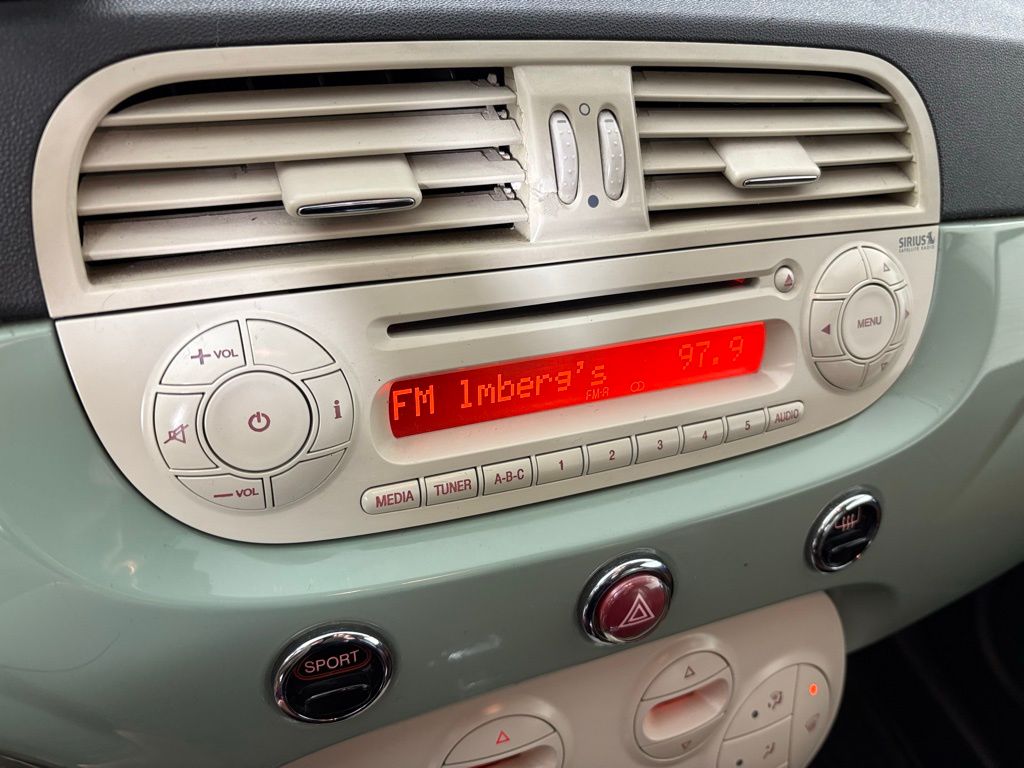 SIRIUS
SATELLITE RADIO
+ VOL
i
- VOL
MENU
FM 1mberg's 97.9
FM-A
MEDIA TUNER A-B-C 1 2 3 4 5 AUDIO
SPORT